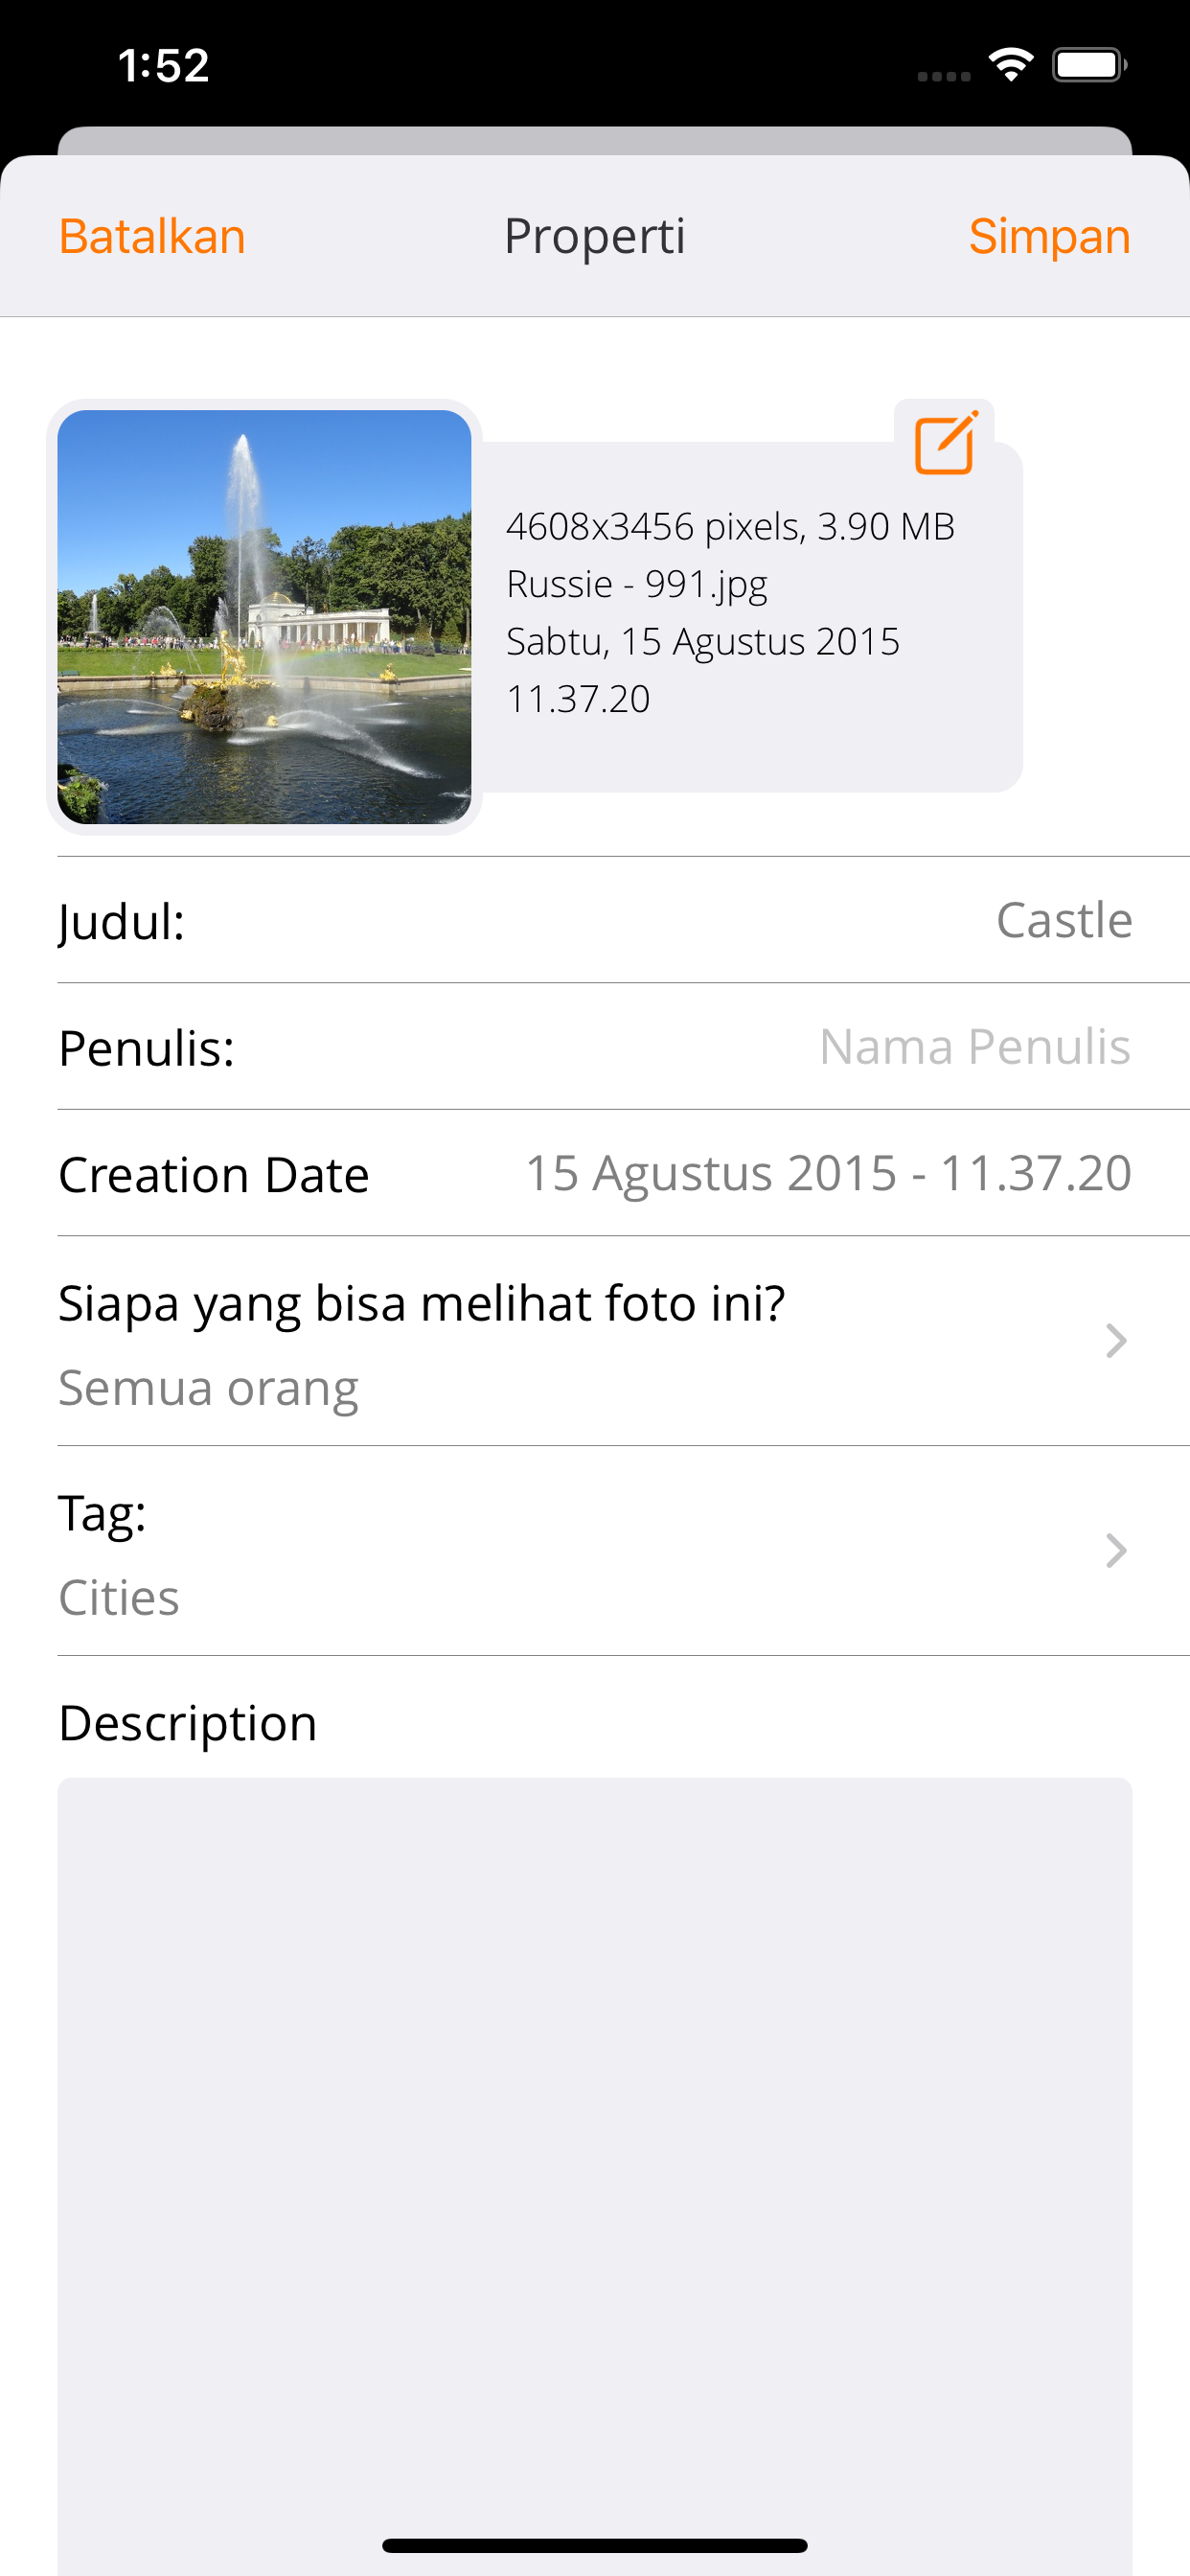 1:52
Batalkan
Properti
Simpan
4608x3456 pixels, 3.90 MB
Russie - 991.jpg
Sabtu, 15 Agustus 2015
11.37.20
Judul:
Castle
Penulis:
Nama Penulis
Creation Date
15 Agustus 2015 - 11.37.20
Siapa yang bisa melihat foto ini?
Semua orang
Tag:
Cities
Description